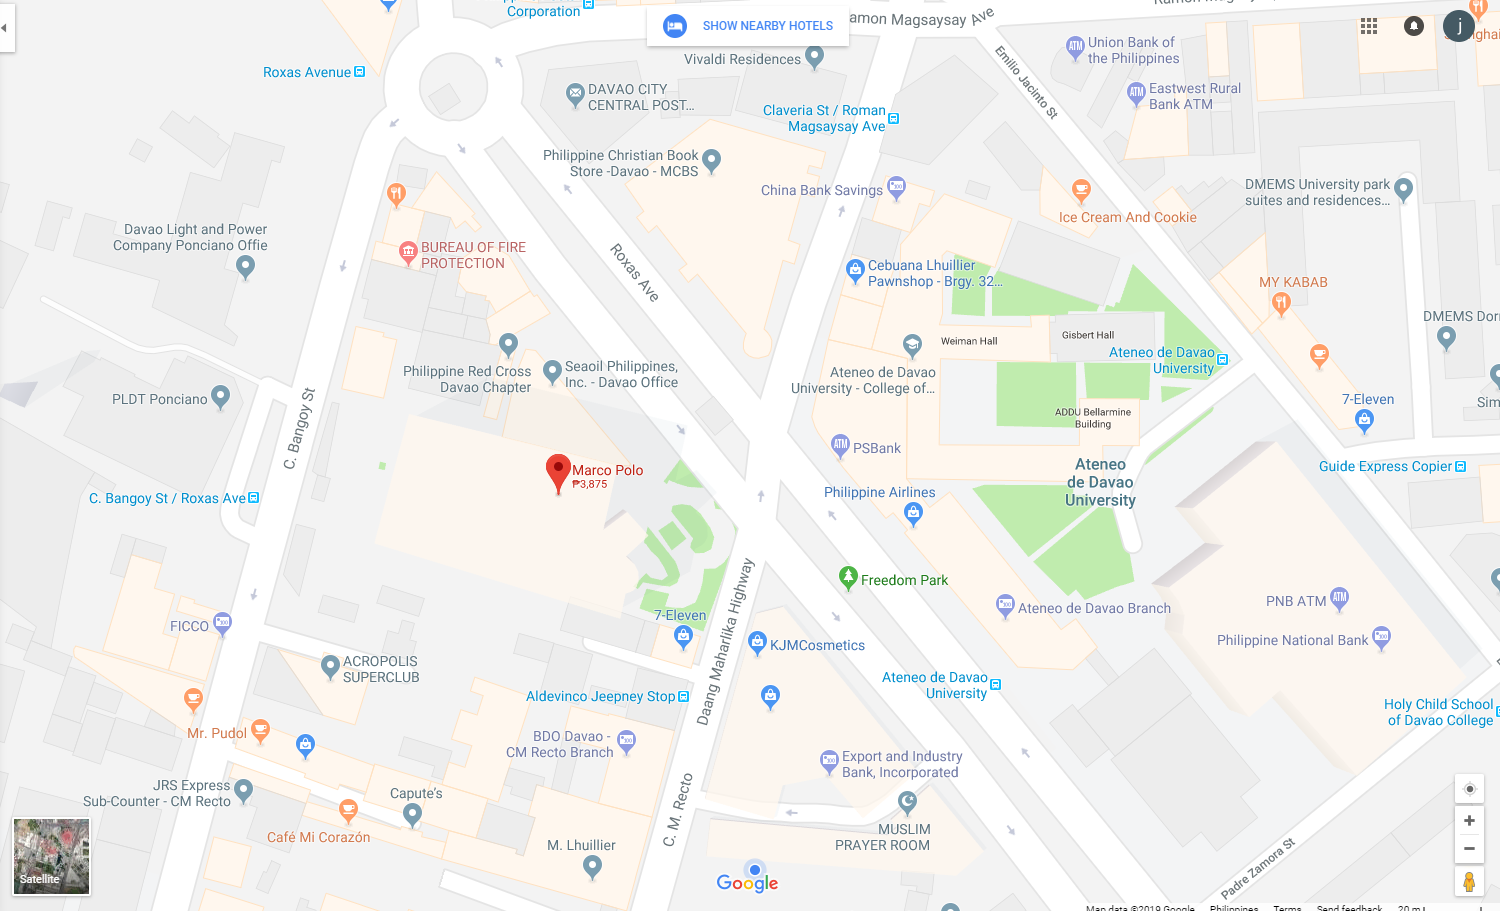 Corporation
SHOW NEARBY HOTELS
Ramon Magsaysay Ave
Union Bank of
the Philippines
Emilio Jacinto St
Roxas Avenue
Vivaldi Residences
DAVAO CITY
CENTRAL POST...
Eastwest Rural
Bank ATM
Claveria St / Roman
Magsaysay Ave
Philippine Christian Book
Store -Davao - MCBS
China Bank Savings
DMEMS University park
suites and residences...
Ice Cream And Cookie
Davao Light and Power
Company Ponciano Offie
BUREAU OF FIRE
PROTECTION
Roxas Ave
Cebuana Lhuillier
Pawnshop - Brgy. 32...
MY KABAB
DMEMS Dor
Weiman Hall
Gisbert Hall
Ateneo de Davao
University
Philippine Red Cross
Davao Chapter
Seaoil Philippines,
Inc. - Davao Office
Ateneo de Davao
University - College of...
PLDT Ponciano
C. Bangoy St
7-Eleven
Sim
ADDU Bellarmine
Building
PSBank
Marco Polo
₱3,875
Ateneo
de Davao
University
Guide Express Copier
C. Bangoy St / Roxas Ave
Philippine Airlines
Freedom Park
Daang Maharlika Highway
7-Eleven
Ateneo de Davao Branch
PNB ATM
FICCO
KJMCosmetics
Philippine National Bank
ACROPOLIS
SUPERCLUB
Ateneo de Davao
University
Aldevinco Jeepney Stop
Holy Child School
of Davao College
Mr. Pudol
BDO Davao -
CM Recto Branch
Export and Industry
Bank, Incorporated
JRS Express
Sub-Counter - CM Recto
Capute's
C. M. Recto
Café Mi Corazón
MUSLIM
PRAYER ROOM
M. Lhuillier
Padre Zamora St
Satellite
Google
Map data ©2019 Google
Philippines
Terms
Send feedback
20 m